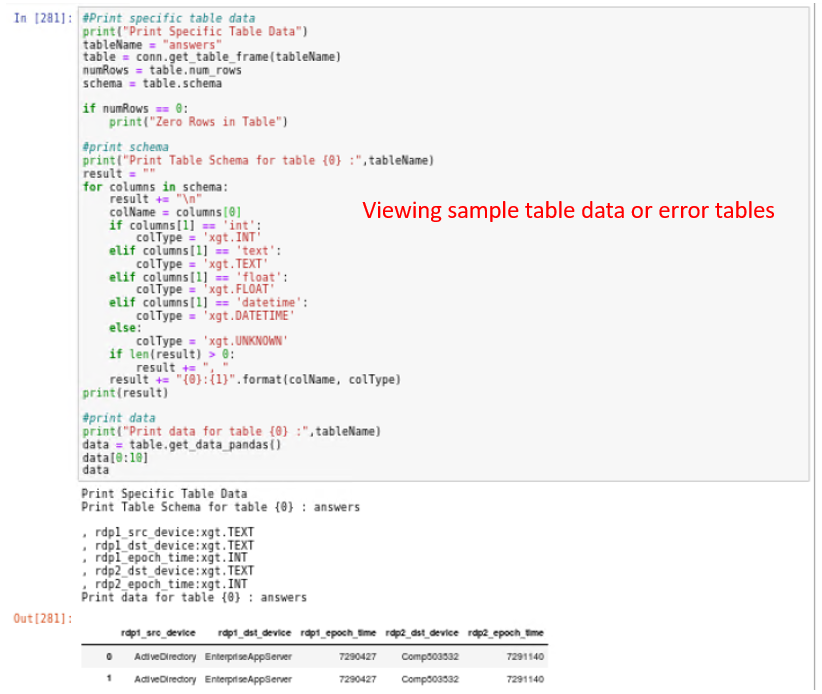 In [281]: #Print specific table data
print("Print Specific Table Data")
tableName = "answers"
table = conn.get_table_frame(tableName)
numRows = table.num_rows
schema = table.schema
if numRows == 0:
    print("Zero Rows in Table")
#print schema
print("Print Table Schema for table {0} :",tableName)
result = ""
for columns in schema:
    result += "\n"
    colName = columns[0]
    if columns[1] == 'int':
        colType = 'xgt.INT'
    elif columns[1] == 'text':
        colType = 'xgt.TEXT'
    elif columns[1] == 'float':
        colType = 'xgt.FLOAT'
    elif columns[1] == 'datetime':
        colType = 'xgt.DATETIME'
    else:
        colType = 'xgt.UNKNOWN'
    if len(result) > 0:
        result += ", "
    result += "{0}:{1}".format(colName, colType)
print(result)
#print data
print("Print data for table {0} :",tableName)
data = table.get_data_pandas()
data[0:10]
data
Viewing sample table data or error tables
Print Specific Table Data
Print Table Schema for table {0} : answers
, rdp1_src_device:xgt.TEXT
, rdp1_dst_device:xgt.TEXT
, rdp1_epoch_time:xgt.INT
, rdp2_dst_device:xgt.TEXT
, rdp2_epoch_time:xgt.INT
Print data for table {0} : answers
Out[281]:
rdp1_src_device rdp1_dst_device rdp1_epoch_time rdp2_dst_device rdp2_epoch_time
0 ActiveDirectory EnterpriseAppServer 7290427 Comp503532 7291140
1 ActiveDirectory EnterpriseAppServer 7290427 Comp503532 7291140